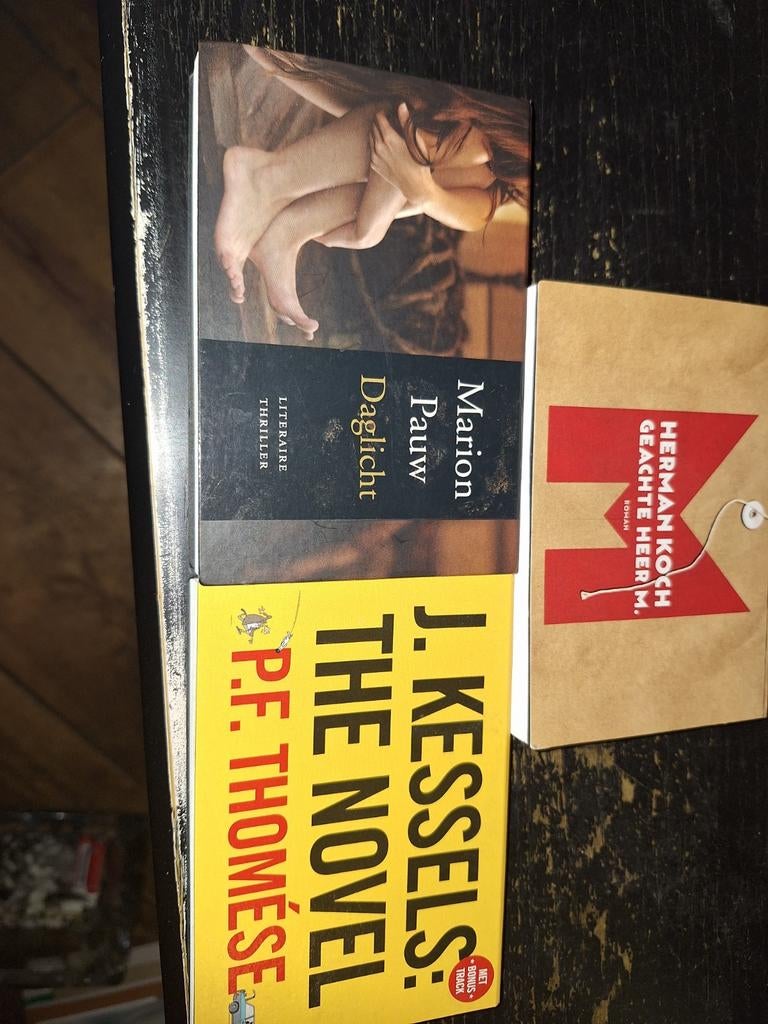 Marion
Pauw
Daglicht
LITERAIRE
THRILLER
HERMAN KOCH
GEACHTE HEER M.
ROMAN
J. KESSELS:
THE NOVEL
P.F. THOMÉSE
MET
*BONUS*
TRACK